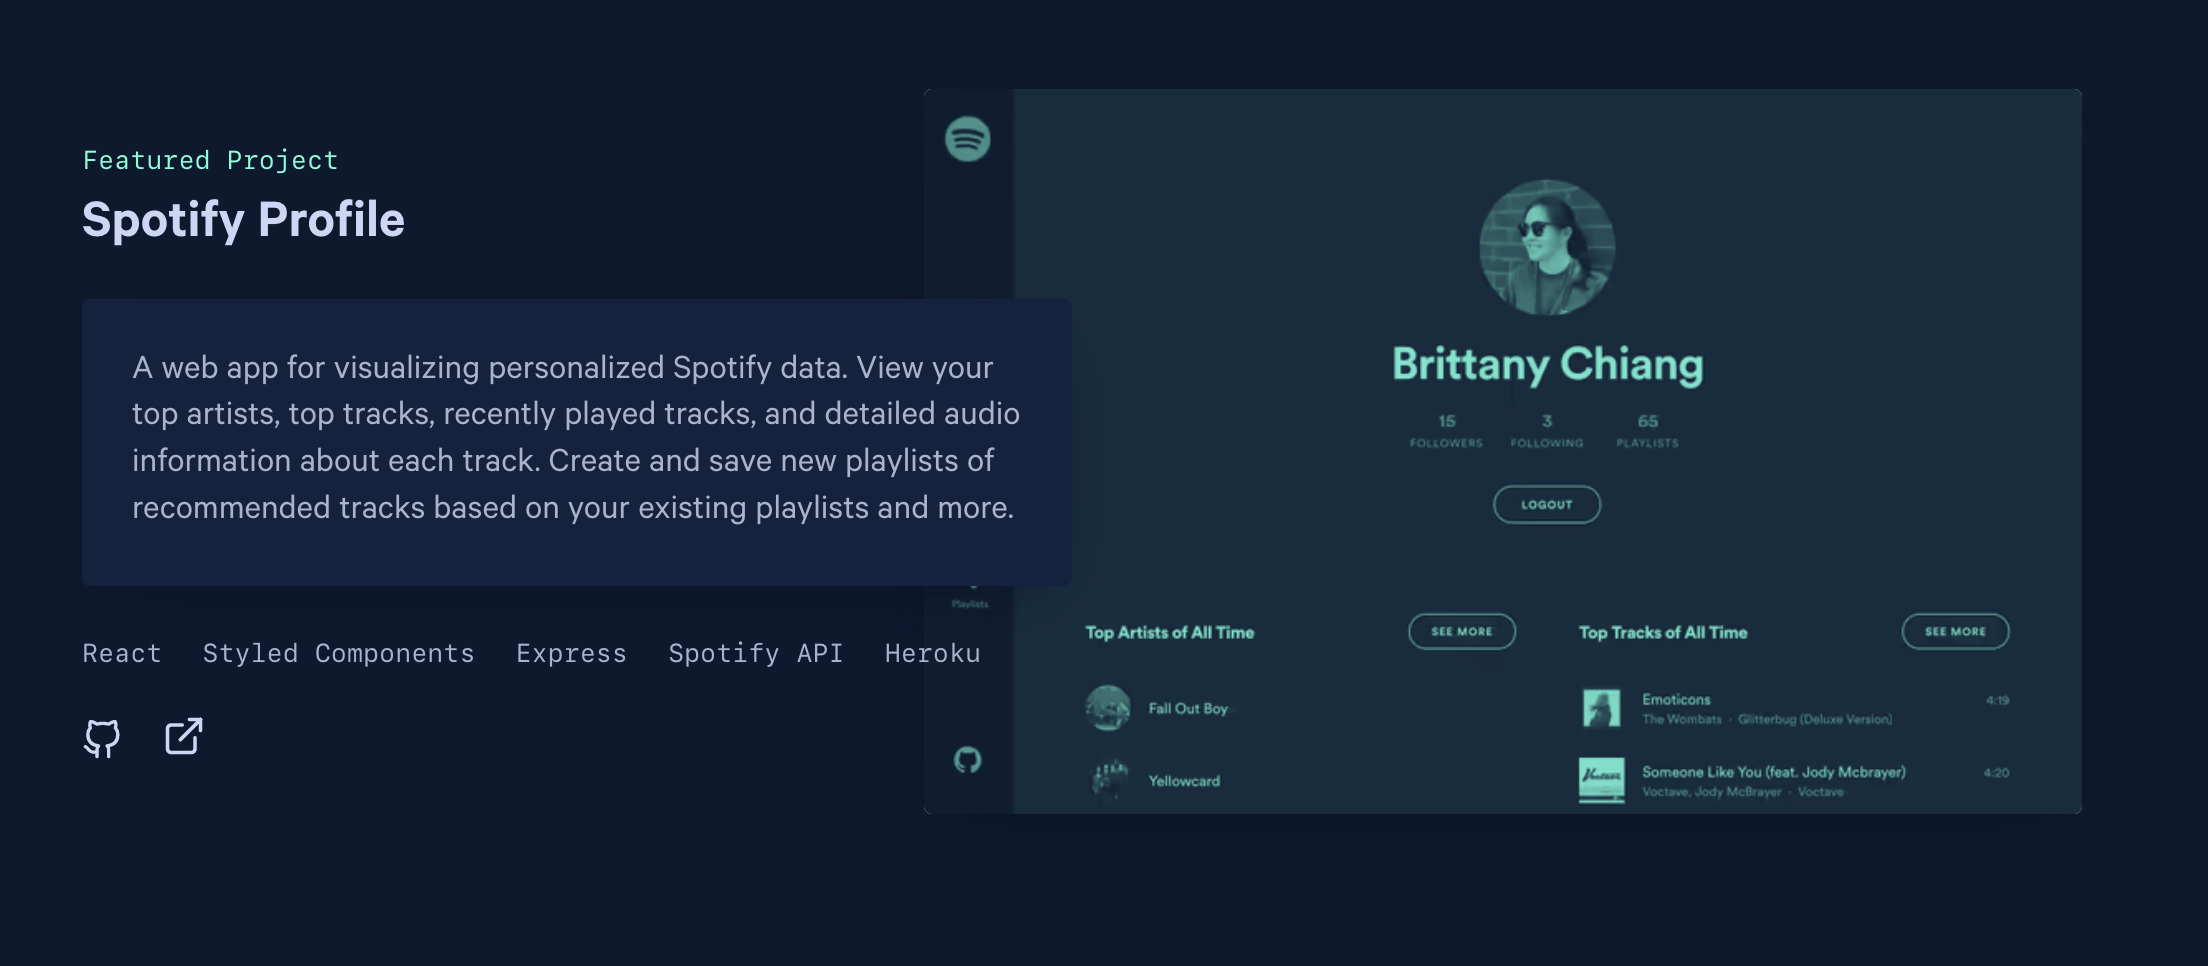 Featured Project
Spotify Profile
A web app for visualizing personalized Spotify data. View your
top artists, top tracks, recently played tracks, and detailed audio
information about each track. Create and save new playlists of
recommended tracks based on your existing playlists and more.
React Styled Components Express Spotify API Heroku
Brittany Chiang
15 3 65
FOLLOWERS FOLLOWING PLAYLISTS
LOGOUT
Playlists
Top Artists of All Time SEE MORE
Fall Out Boy
Yellowcard
Top Tracks of All Time SEE MORE
Emoticons 4:19
The Wombats · Glitterbug (Deluxe Version)
Someone Like You (feat. Jody Mcbrayer) 4:20
Voctave, Jody McBrayer · Voctave